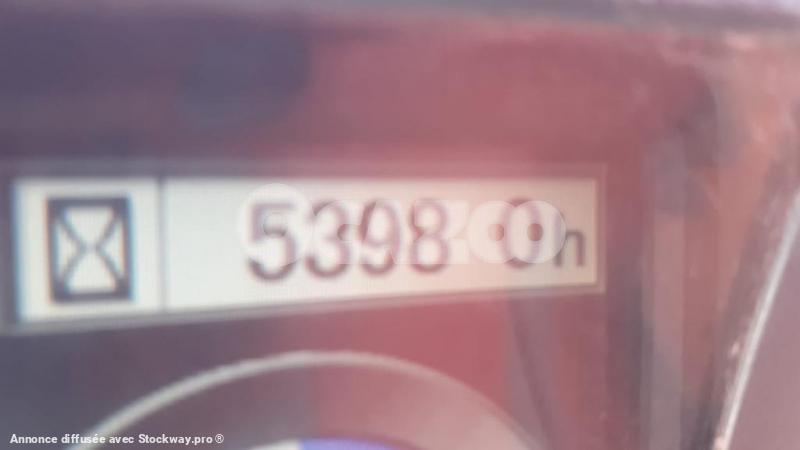 5398.0h
Annonce diffusée avec Stockway.pro®